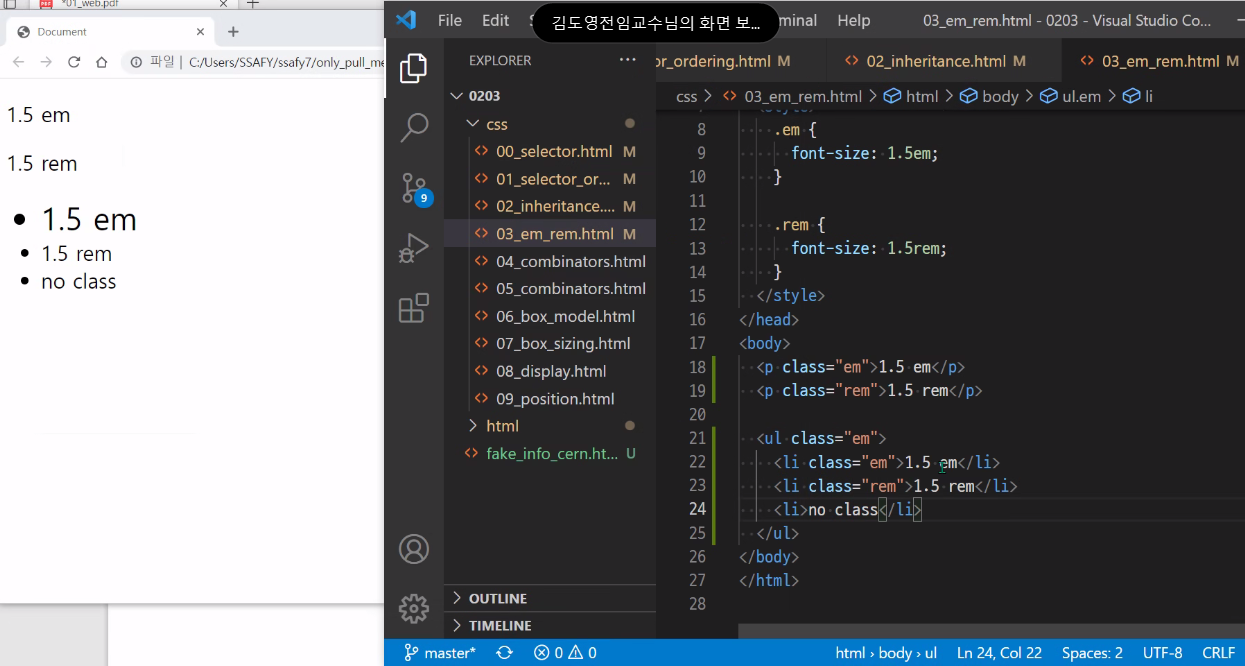 *01_web.pdf
Document
파일 | C:/Users/SSAFY/ssafy7/only_pull_me
1.5 em
1.5 rem
1.5 em
1.5 rem
no class
File Edit
minal Help
김도영전임교수님의 화면 보...
03_em_rem.html - 0203 - Visual Studio Co...
EXPLORER
0203
css
00_selector.html M
01_selector_or... M
02_inheritance.... M
03_em_rem.html M
04_combinators.html
05_combinators.html
06_box_model.html
07_box_sizing.html
08_display.html
09_position.html
html
fake_info_cern.ht... U
OUTLINE
TIMELINE
9
or_ordering.html M
02_inheritance.html M
03_em_rem.html M
css > 03_em_rem.html > html > body > ul.em > li
<style>
8 .em {
9 font-size: 1.5em;
10 }
11
12 .rem {
13 font-size: 1.5rem;
14 }
15 </style>
16 </head>
17 <body>
18 <p class="em">1.5 em</p>
19 <p class="rem">1.5 rem</p>
20
21 <ul class="em">
22 <li class="em">1.5 em</li>
23 <li class="rem">1.5 rem</li>
24 <li>no class</li>
25 </ul>
26 </body>
27 </html>
28
master* 0 0 html › body › ul Ln 24, Col 22 Spaces: 2 UTF-8 CRLF